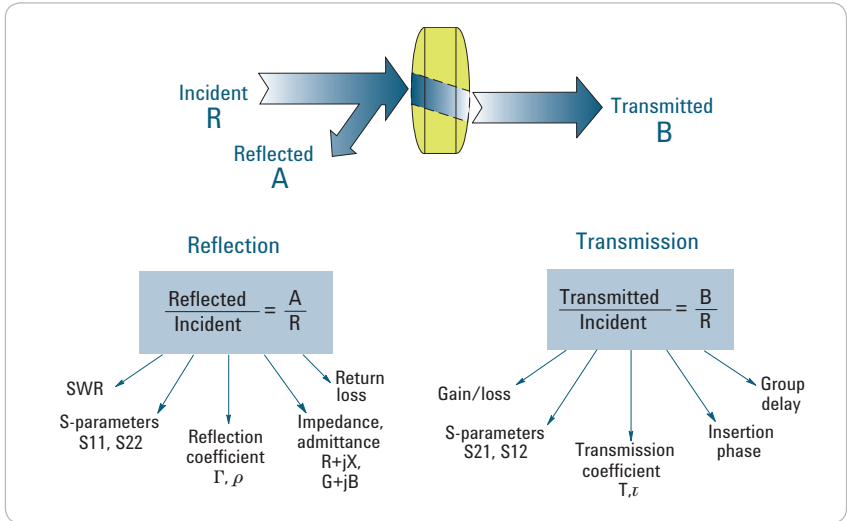 Incident
R
Reflected
A
Transmitted
B
Reflection
Reflected
Incident
=
A
R
SWR
S-parameters
S11, S22
Reflection
coefficient
Γ, ρ
Impedance,
admittance
R+jX,
G+jB
Return
loss
Transmission
Transmitted
Incident
=
B
R
Gain/loss
S-parameters
S21, S12
Transmission
coefficient
T,τ
Insertion
phase
Group
delay